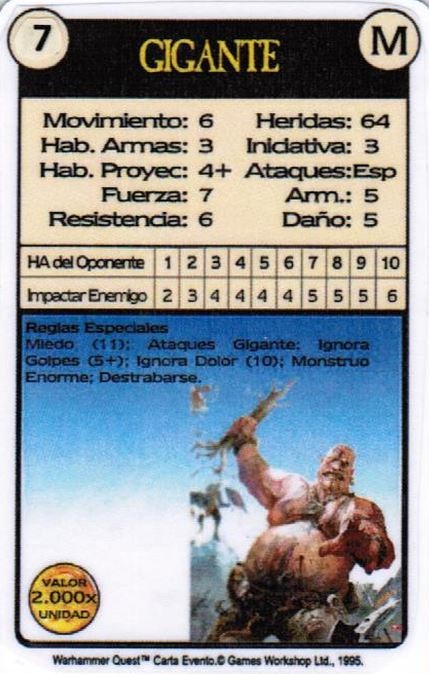 7
GIGANTE
M
Movimiento: 6 Heridas: 64
Hab. Armas: 3 Iniciativa: 3
Hab. Proyec: 4+ Ataques:Esp
Fuerza: 7 Arm.: 5
Resistencia: 6 Daño: 5
HA del Oponente 1 2 3 4 5 6 7 8 9 10
Impactar Enemigo 2 3 4 4 4 4 5 5 5 6
Reglas Especiales
Miedo (11); Ataques Gigante; Ignora
Golpes (5+); Ignora Dolor (10); Monstruo
Enorme; Destrabarse.
VALOR
2.000x
UNIDAD
Warhammer Quest™ Carta Evento.© Games Workshop Ltd., 1995.